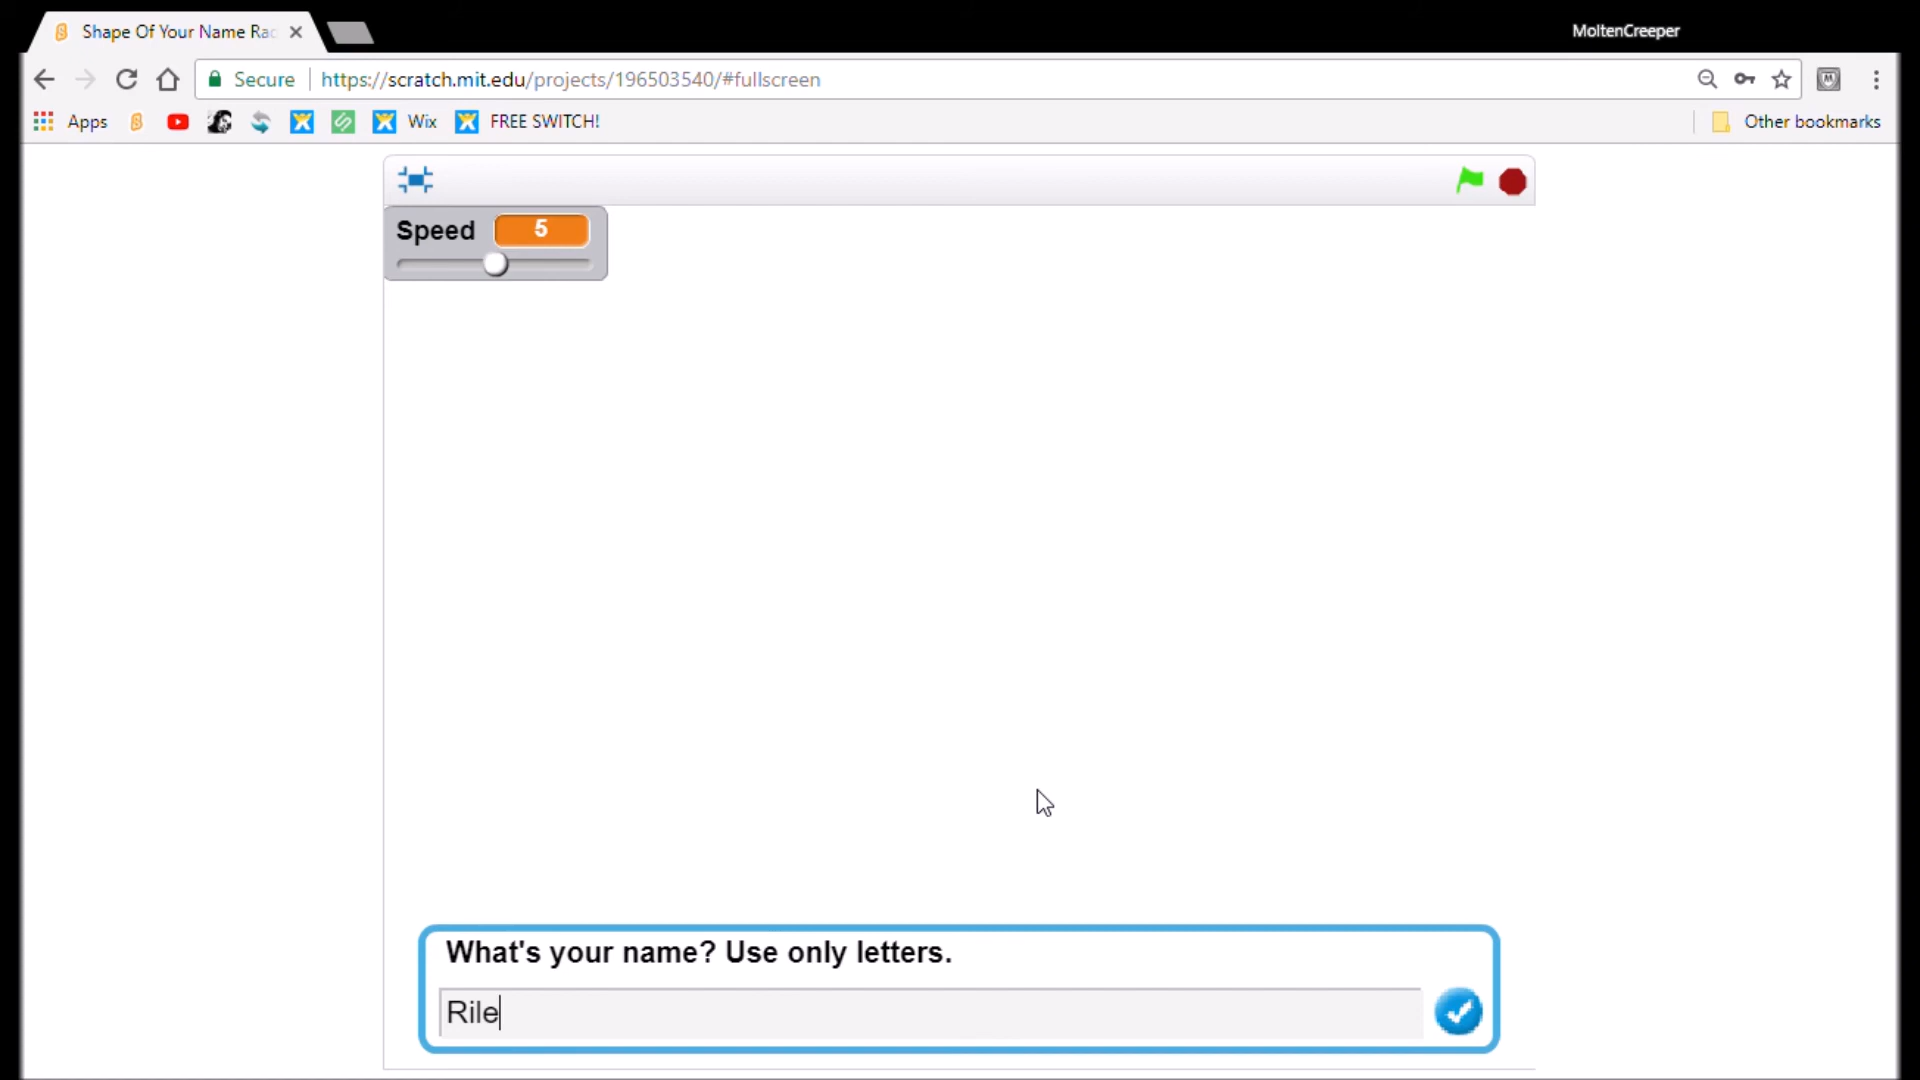 Shape Of Your Name Rac
MoltenCreeper
Secure https://scratch.mit.edu/projects/196503540/#fullscreen
Apps Wix FREE SWITCH! Other bookmarks
Speed 5
What's your name? Use only letters.
Rile